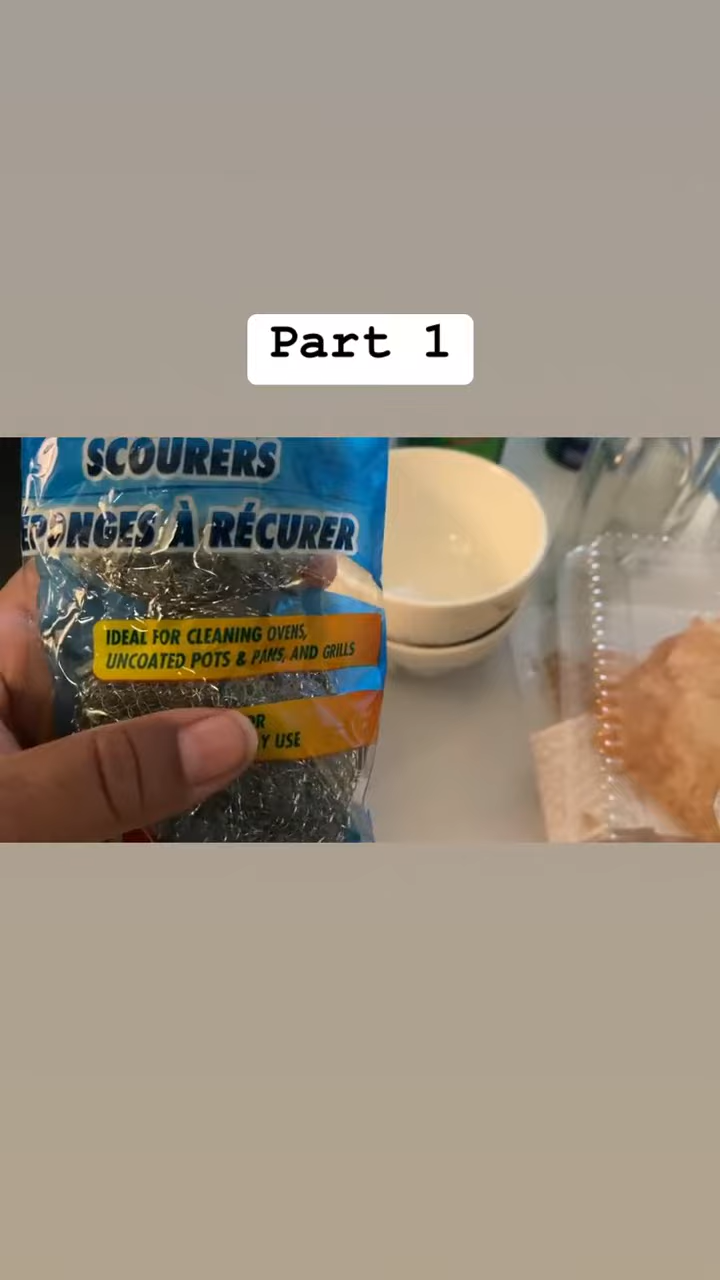 Part 1
SCOURERS
ÉPONGES À RÉCURER
IDEAL FOR CLEANING OVENS,
UNCOATED POTS & PANS, AND GRILLS
USE